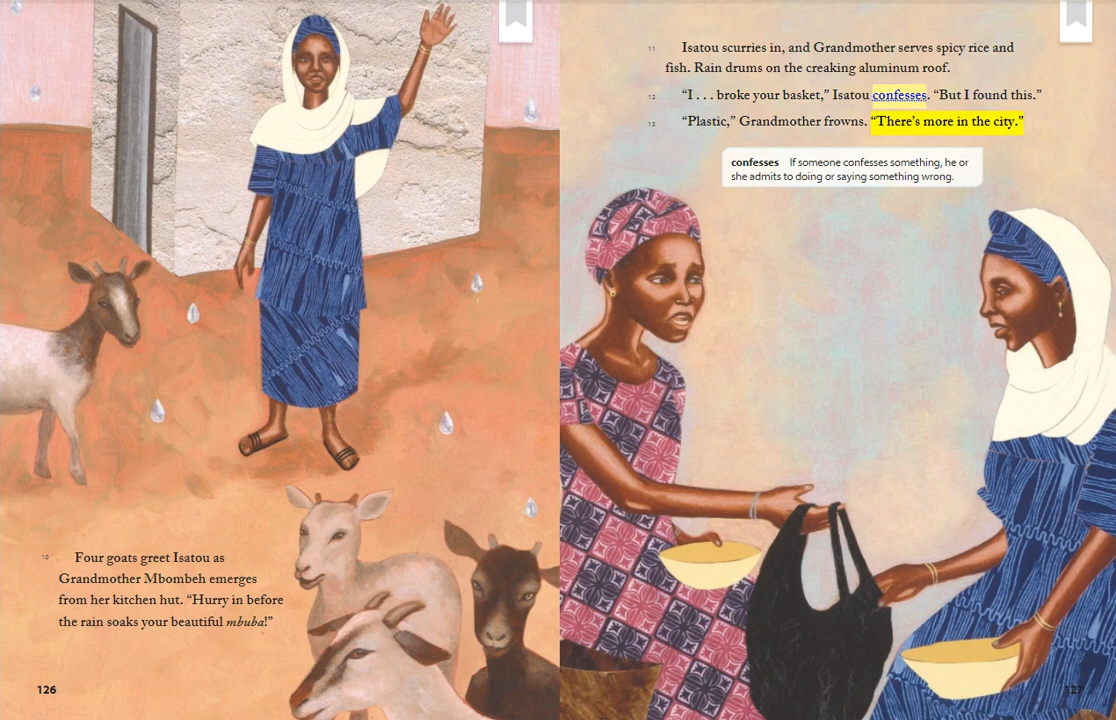 10 Four goats greet Isatou as
Grandmother Mbombeh emerges
from her kitchen hut. “Hurry in before
the rain soaks your beautiful mbuba!”
126
11 Isatou scurries in, and Grandmother serves spicy rice and
fish. Rain drums on the creaking aluminum roof.
12 “I . . . broke your basket,” Isatou confesses. “But I found this.”
13 “Plastic,” Grandmother frowns. “There’s more in the city.”
confesses If someone confesses something, he or
she admits to doing or saying something wrong.
127